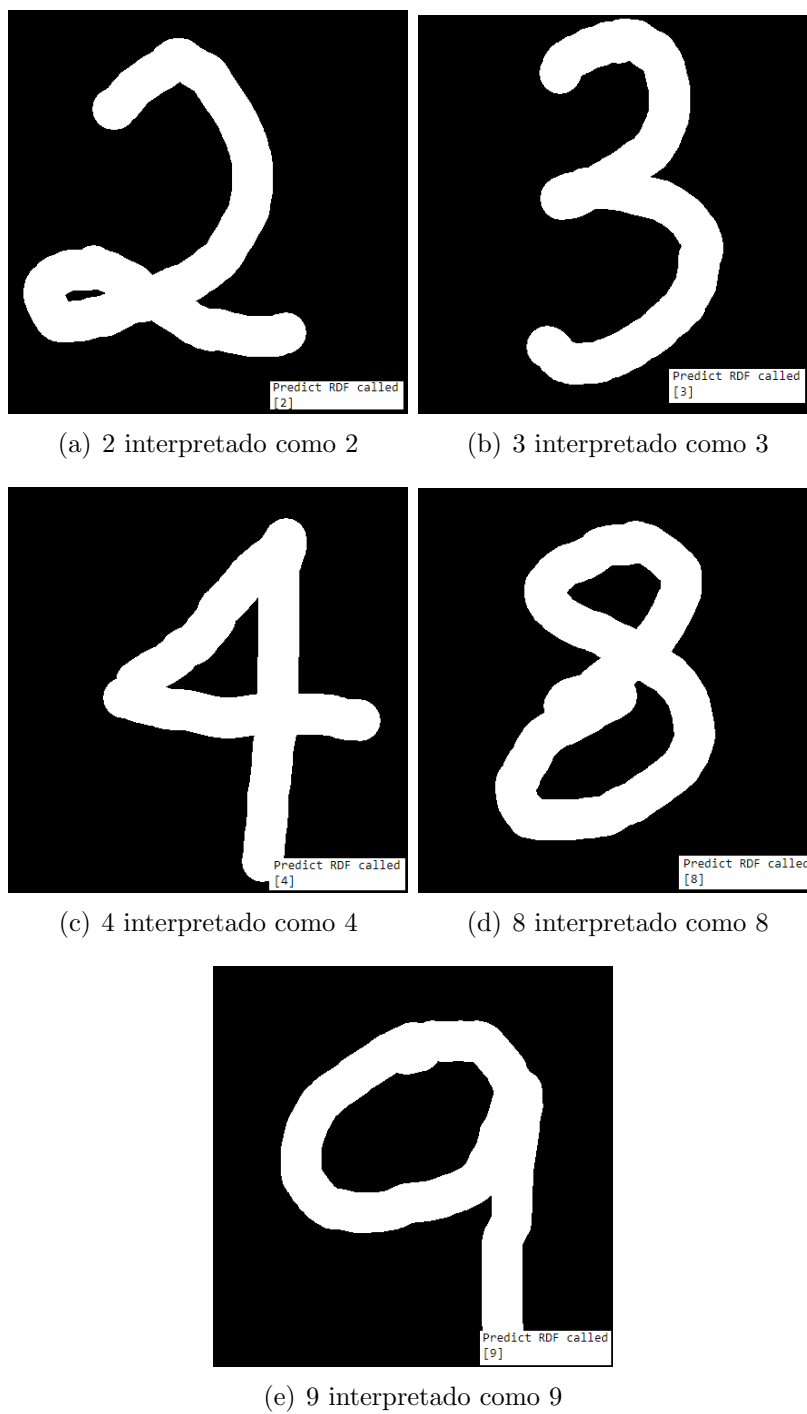 2
3
Predict RDF called
[2]
Predict RDF called
[3]
(a) 2 interpretado como 2
(b) 3 interpretado como 3
4
8
Predict RDF called
[4]
Predict RDF called
[8]
(c) 4 interpretado como 4
(d) 8 interpretado como 8
9
Predict RDF called
[9]
(e) 9 interpretado como 9